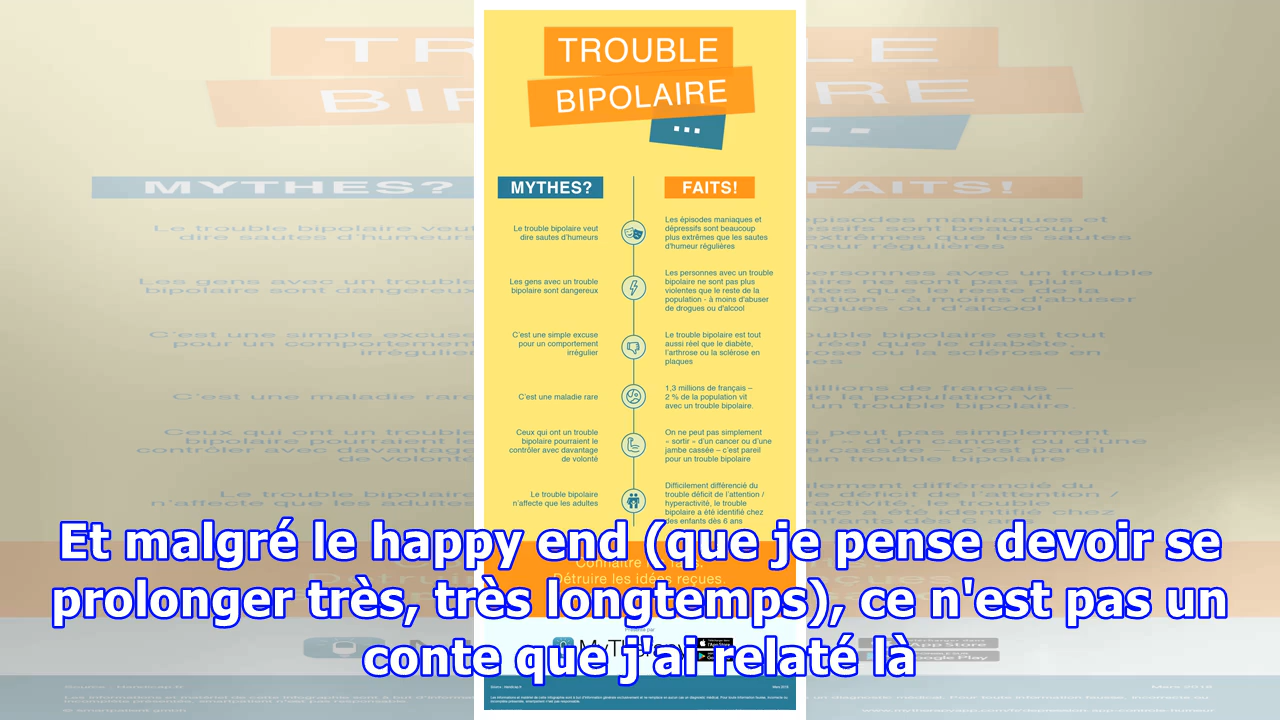 TROUBLE
BIPOLAIRE
...
MYTHES?
FAITS!
Le trouble bipolaire veut
dire sautes d'humeurs
Les épisodes maniaques et
dépressifs sont beaucoup
plus extrêmes que les sautes
d'humeur régulières
Les gens avec un trouble
bipolaire sont dangereux
Les personnes avec un trouble
bipolaire ne sont pas plus
violentes que le reste de la
population - à moins d'abuser
de drogues ou d'alcool
C'est une simple excuse
pour un comportement
irrégulier
Le trouble bipolaire est tout
aussi réel que le diabète,
l'arthrose ou la sclérose en
plaques
C'est une maladie rare
1,3 millions de français –
2 % de la population vit
avec un trouble bipolaire.
Ceux qui ont un trouble
bipolaire pourraient le
contrôler avec davantage
de volonté
On ne peut pas simplement
« sortir » d'un cancer ou d'une
jambe cassée – c'est pareil
pour un trouble bipolaire
Le trouble bipolaire
n'affecte que les adultes
Difficilement différencié du
trouble déficit de l'attention /
hyperactivité, le trouble
bipolaire a été identifié chez
des enfants dès 6 ans
Détruire les idées reçues.
Et malgré le happy end (que je pense devoir se
prolonger très, très longtemps), ce n'est pas un
conte que j'ai relaté là